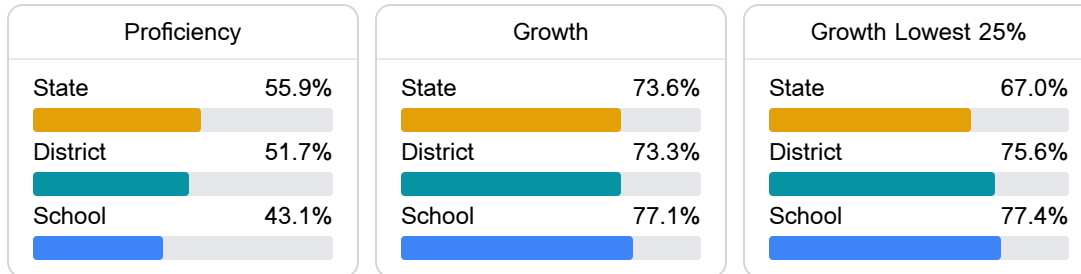 Proficiency
State 55.9%
District 51.7%
School 43.1%
Growth
State 73.6%
District 73.3%
School 77.1%
Growth Lowest 25%
State 67.0%
District 75.6%
School 77.4%